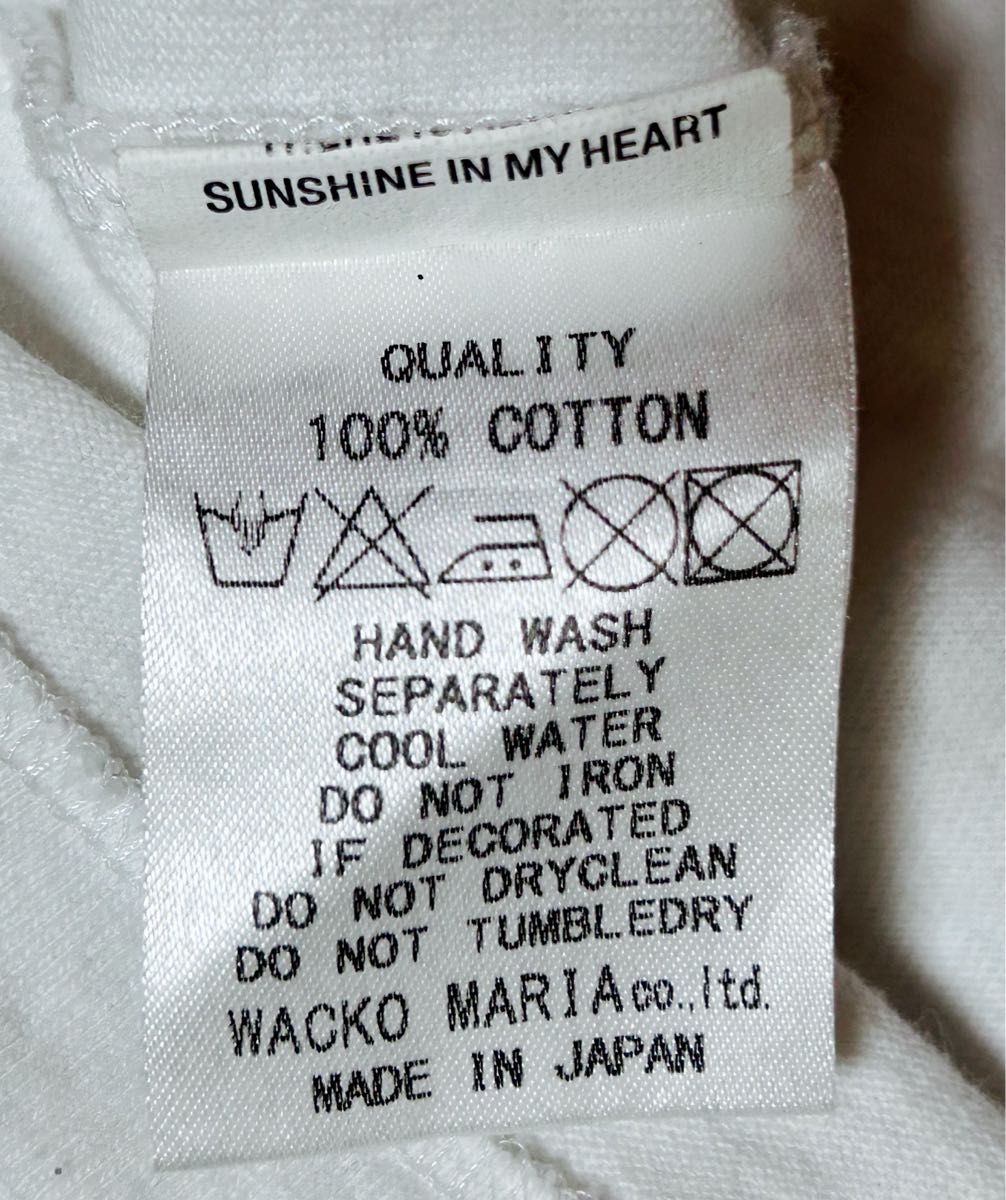 SUNSHINE IN MY HEART
QUALITY
100% COTTON
HAND WASH
SEPARATELY
COOL WATER
DO NOT IRON
IF DECORATED
DO NOT DRYCLEAN
DO NOT TUMBLEDRY
WACKO MARIA co.,ltd.
MADE IN JAPAN